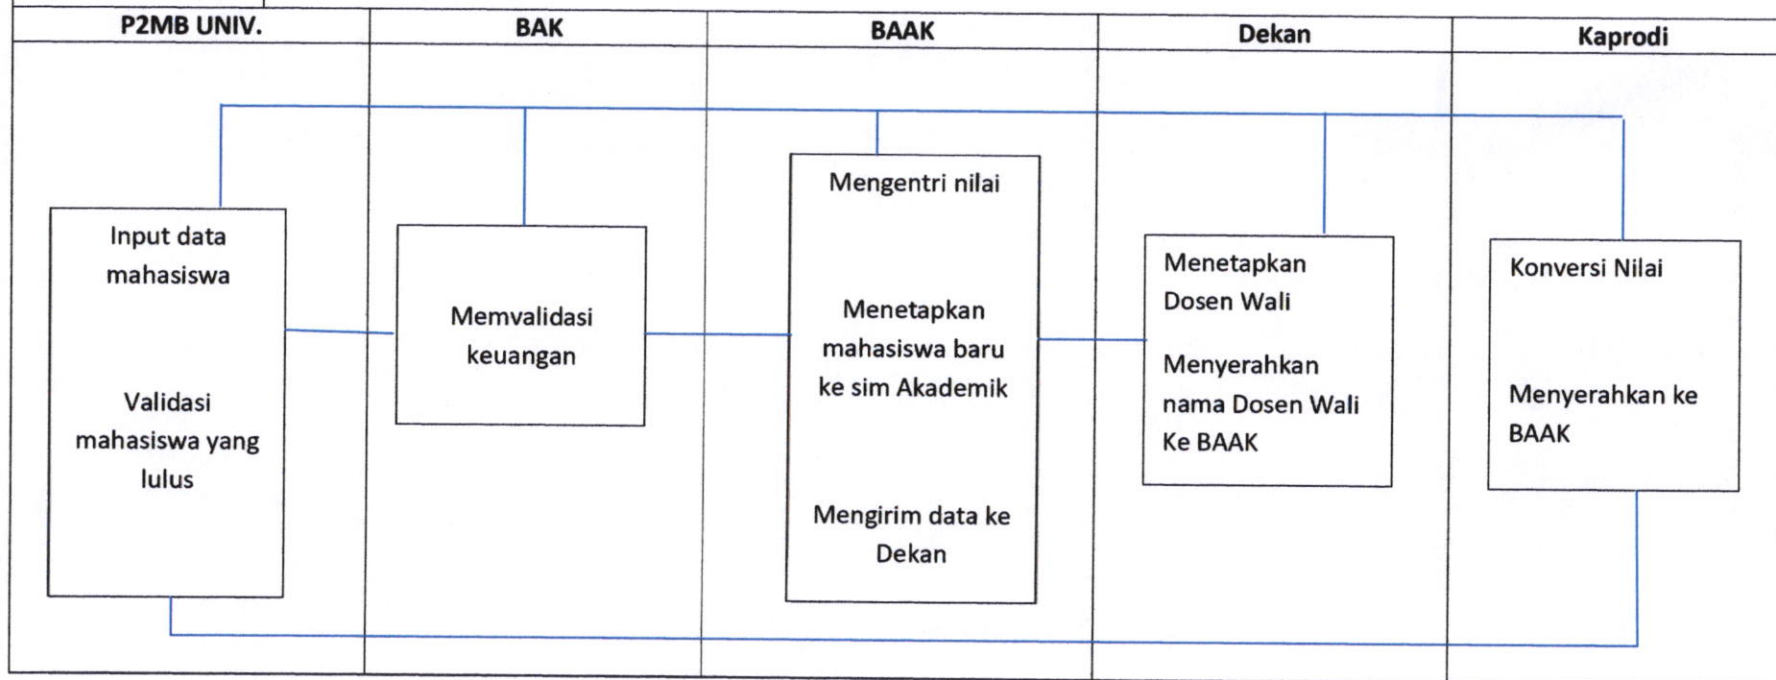 P2MB UNIV.
BAK
BAAK
Dekan
Kaprodi
Input data
mahasiswa
Validasi
mahasiswa yang
lulus
Memvalidasi
keuangan
Mengentri nilai
Menetapkan
mahasiswa baru
ke sim Akademik
Mengirim data ke
Dekan
Menetapkan
Dosen Wali
Menyerahkan
nama Dosen Wali
Ke BAAK
Konversi Nilai
Menyerahkan ke
BAAK